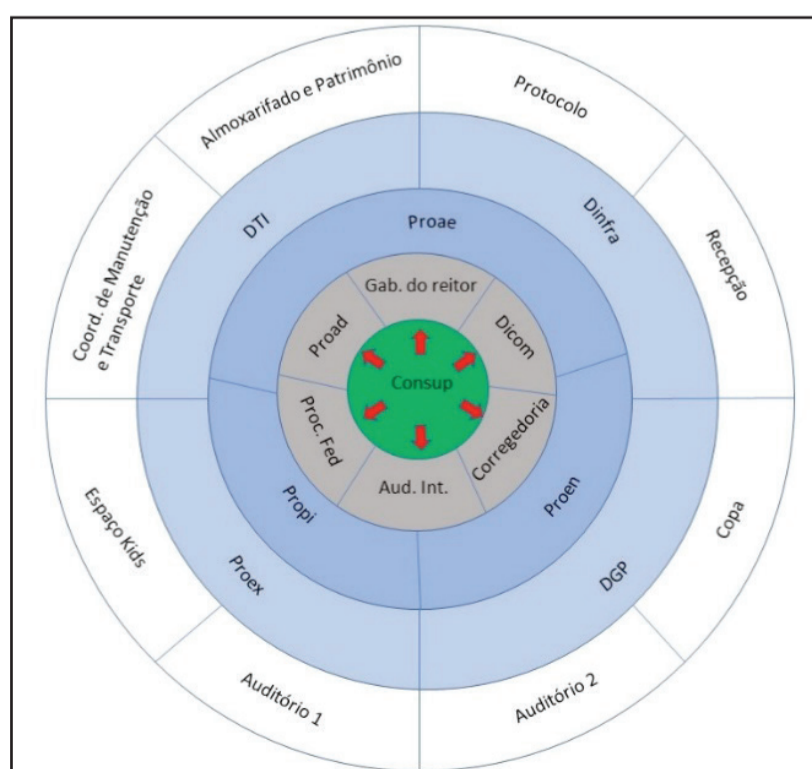 Almoxarifado e Patrimônio
Protocolo
Coord. de Manutenção
e Transporte
DTI
Proae
Dinfra
Recepção
Gab. do reitor
Proad
Dicom
Consup
Proc. Fed
Corregedoria
Aud. Int.
Espaço Kids
Propi
Proen
Copa
Proex
DGP
Auditório 1
Auditório 2